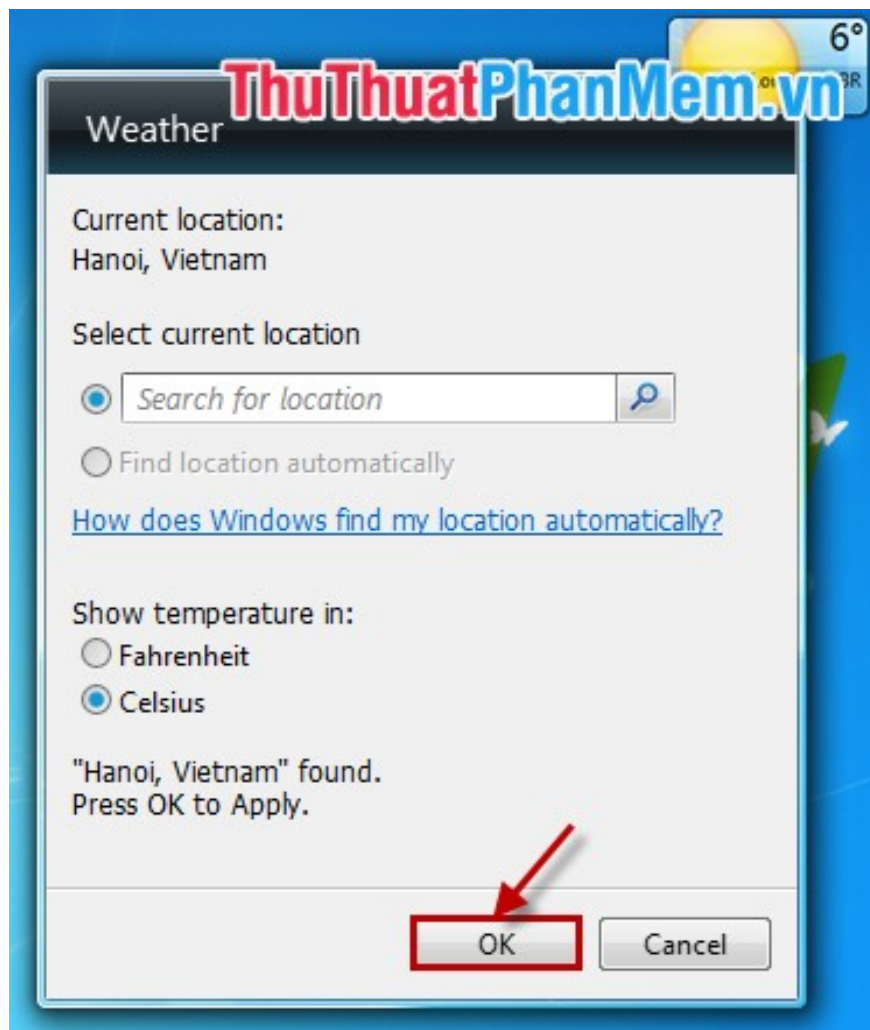 6°
ThuThuatPhanMem.vn
Weather
Current location:
Hanoi, Vietnam
Select current location
Search for location
Find location automatically
How does Windows find my location automatically?
Show temperature in:
Fahrenheit
Celsius
"Hanoi, Vietnam" found.
Press OK to Apply.
OK Cancel